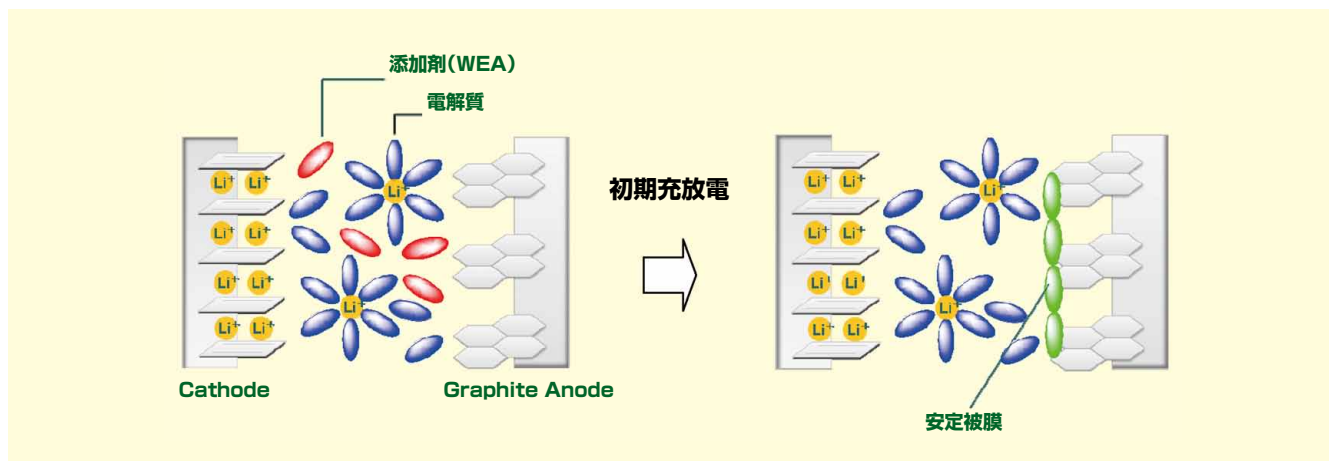 添加剤(WEA)
電解質
Li⁺ Li⁺
Li⁺
Li⁺ Li⁺
Li⁺ Li⁺
Li⁺
Li⁺ Li⁺
Cathode
Graphite Anode
初期充放電
Li⁺ Li⁺
Li⁺
Li⁺ Li⁺
Li⁺ Li⁺
Li⁺
Li⁺ Li⁺
安定被膜